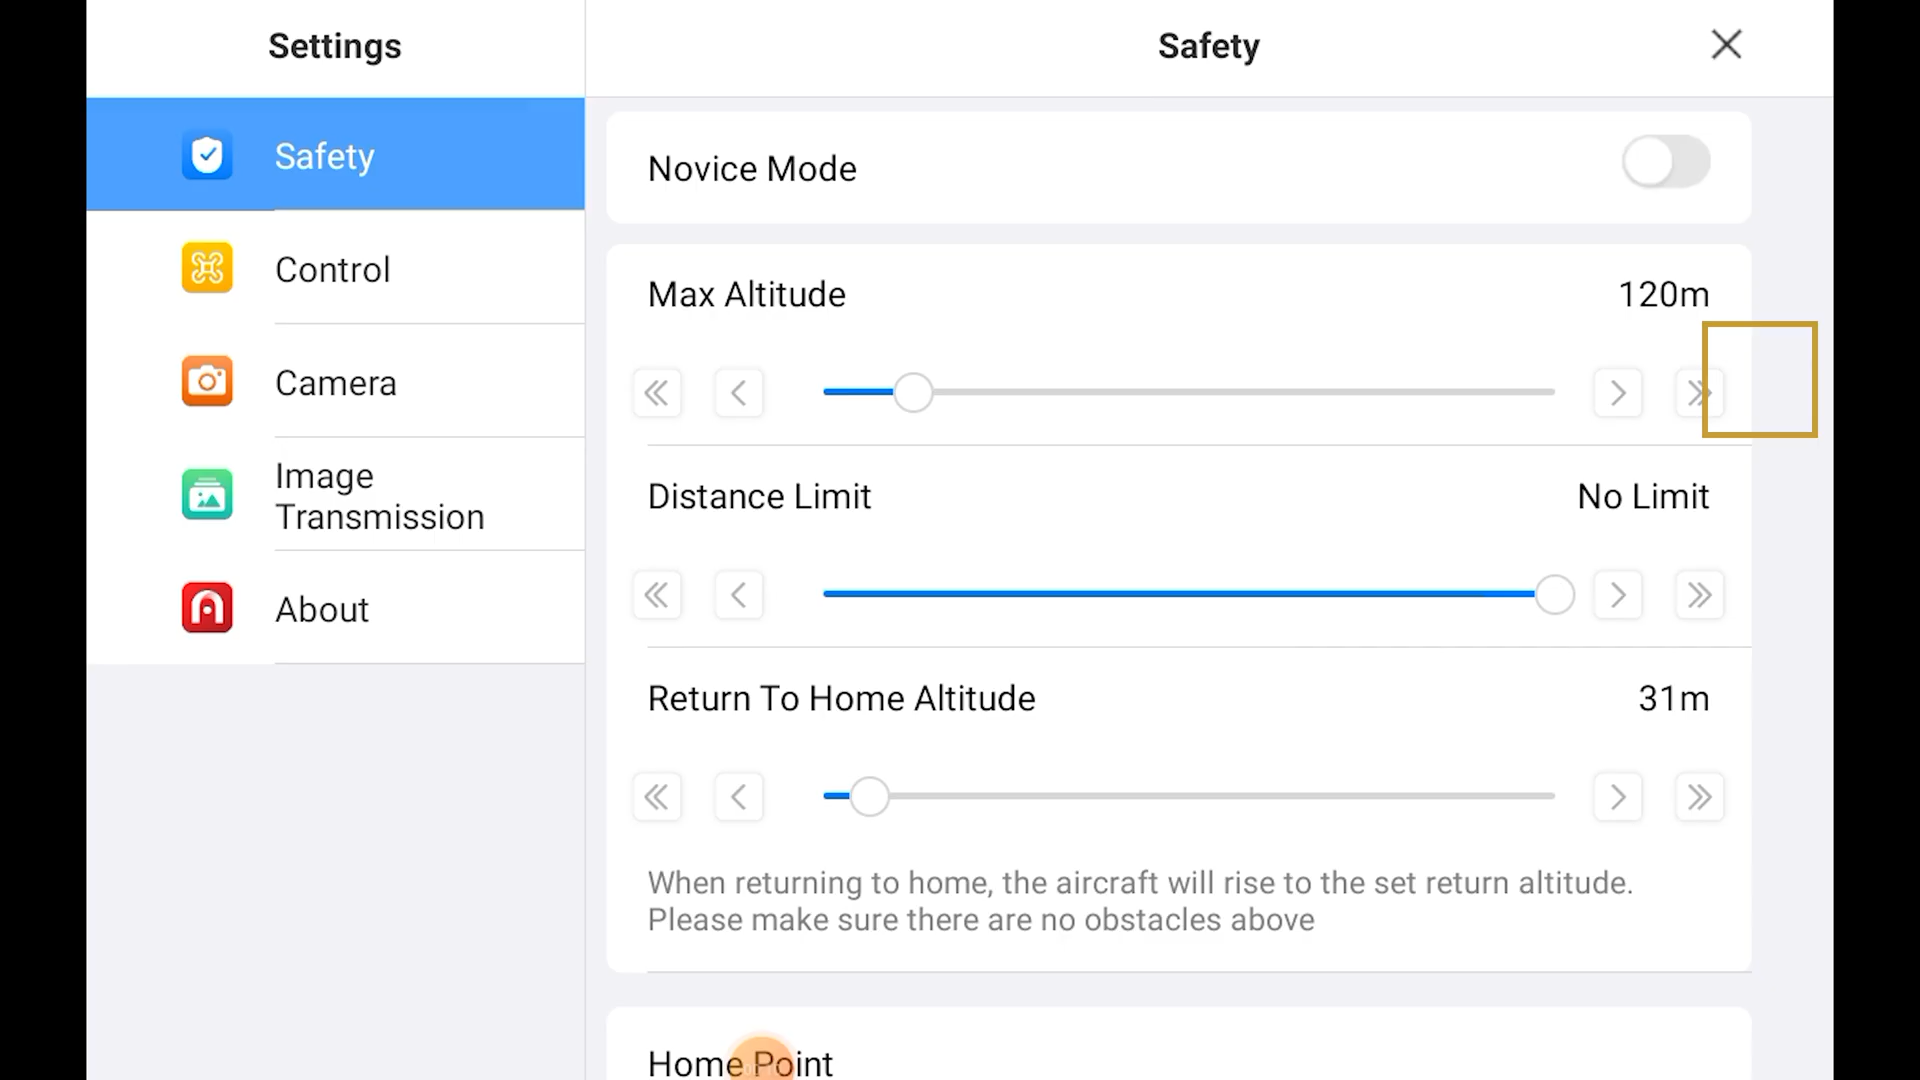 Settings
Safety
Safety
Control
Camera
Image
Transmission
About
Novice Mode
Max Altitude
120m
Distance Limit
No Limit
Return To Home Altitude
31m
When returning to home, the aircraft will rise to the set return altitude.
Please make sure there are no obstacles above
Home Point